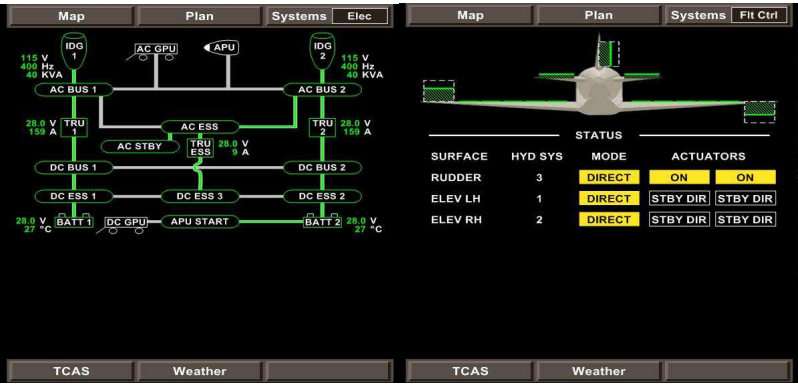 Map Plan Systems Elec
IDG 1
AC GPU
APU
IDG 2
115 V
400 Hz
40 KVA
115 V
400 Hz
40 KVA
AC BUS 1
AC BUS 2
28.0 V
159 A
TRU 1
AC ESS
AC STBY
TRU ESS
28.0 V
9 A
TRU 2
28.0 V
159 A
DC BUS 1
DC BUS 2
DC ESS 1
DC ESS 3
DC ESS 2
28.0 V
27 °C
BATT 1
DC GPU
APU START
BATT 2
28.0 V
27 °C
TCAS Weather
Map Plan Systems Flt Ctrl
STATUS
SURFACE HYD SYS MODE ACTUATORS
RUDDER 3 DIRECT ON ON
ELEV LH 1 DIRECT STBY DIR STBY DIR
ELEV RH 2 DIRECT STBY DIR STBY DIR
TCAS Weather